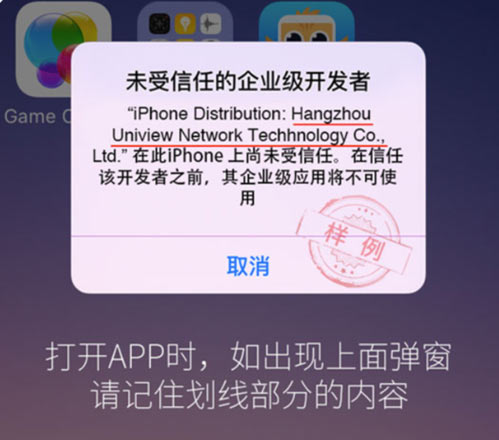 Game C
未受信任的企业级开发者
“iPhone Distribution: Hangzhou
Uniview Network Techhnology Co.,
Ltd.” 在此iPhone 上尚未受信任。在信任
该开发者之前，其企业级应用将不可使
用
样例
取消
打开APP时，如出现上面弹窗
请记住划线部分的内容